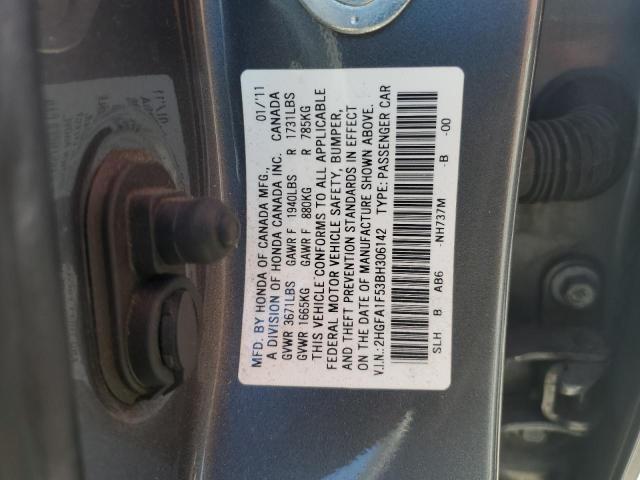 MFD. BY HONDA OF CANADA MFG., 01/'11
A DIVISION OF HONDA CANADA INC. CANADA
GVWR 3671LBS GAWR F 1940LBS R 1731LBS
GVWR 1665KG GAWR F 880KG R 785KG
THIS VEHICLE CONFORMS TO ALL APPLICABLE
FEDERAL MOTOR VEHICLE SAFETY, BUMPER,
AND THEFT PREVENTION STANDARDS IN EFFECT
ON THE DATE OF MANUFACTURE SHOWN ABOVE.
V.I.N.:2HGFA1F53BH306142 TYPE:PASSENGER CAR
SLH B AB6 -NH737M -B -00